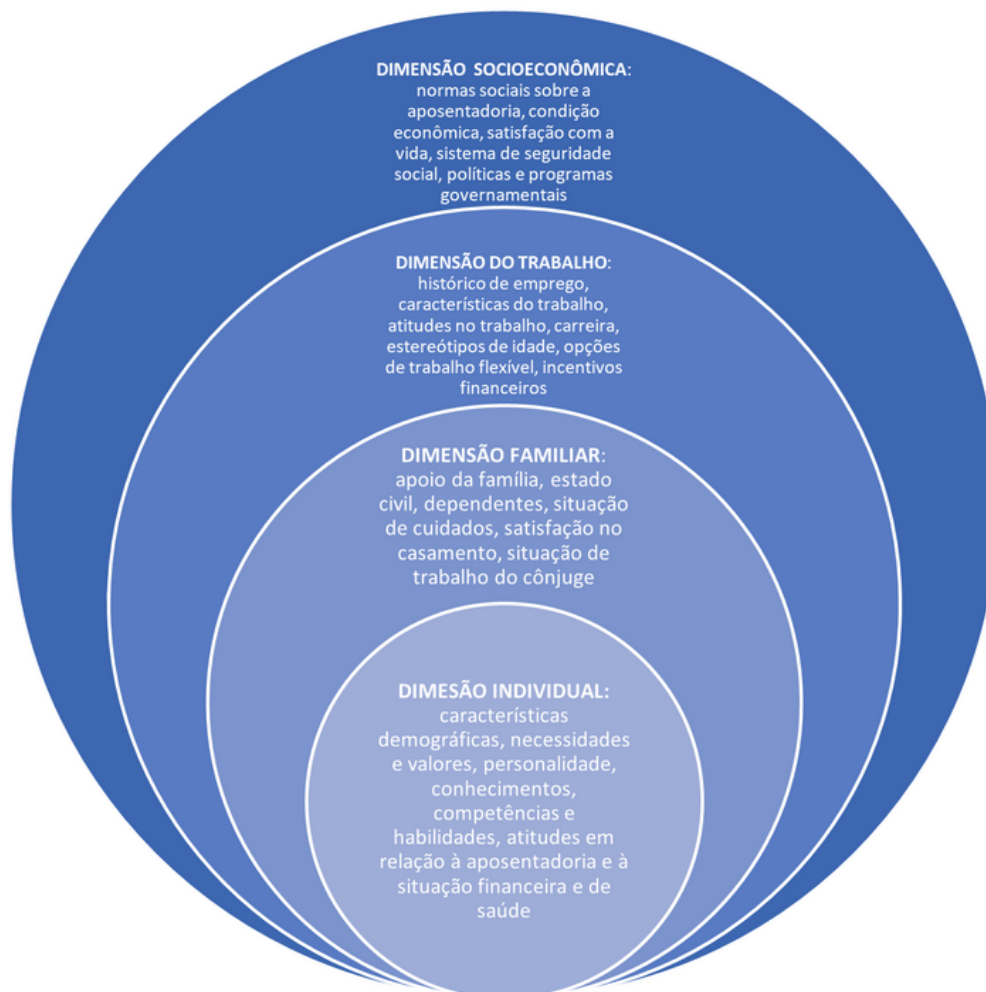 DIMENSÃO SOCIOECONÔMICA:
normas sociais sobre a
aposentadoria, condição
econômica, satisfação com a
vida, sistema de seguridade
social, políticas e programas
governamentais
DIMENSÃO DO TRABALHO:
histórico de emprego,
características do trabalho,
atitudes no trabalho, carreira,
estereótipos de idade, opções
de trabalho flexível, incentivos
financeiros
DIMENSÃO FAMILIAR:
apoio da família, estado
civil, dependentes, situação
de cuidados, satisfação no
casamento, situação de
trabalho do cônjuge
DIMESÃO INDIVIDUAL:
características
demográficas, necessidades
e valores, personalidade,
conhecimentos,
competências e
habilidades, atitudes em
relação à aposentadoria e à
situação financeira e de
saúde